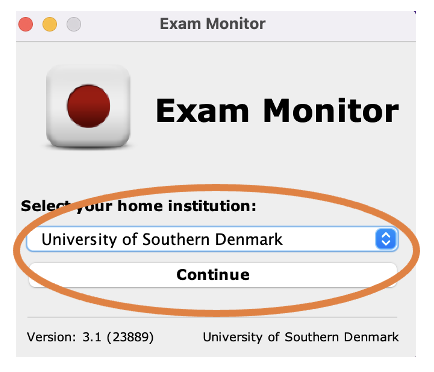 Exam Monitor
Exam Monitor
Select your home institution:
University of Southern Denmark
Continue
Version: 3.1 (23889) University of Southern Denmark